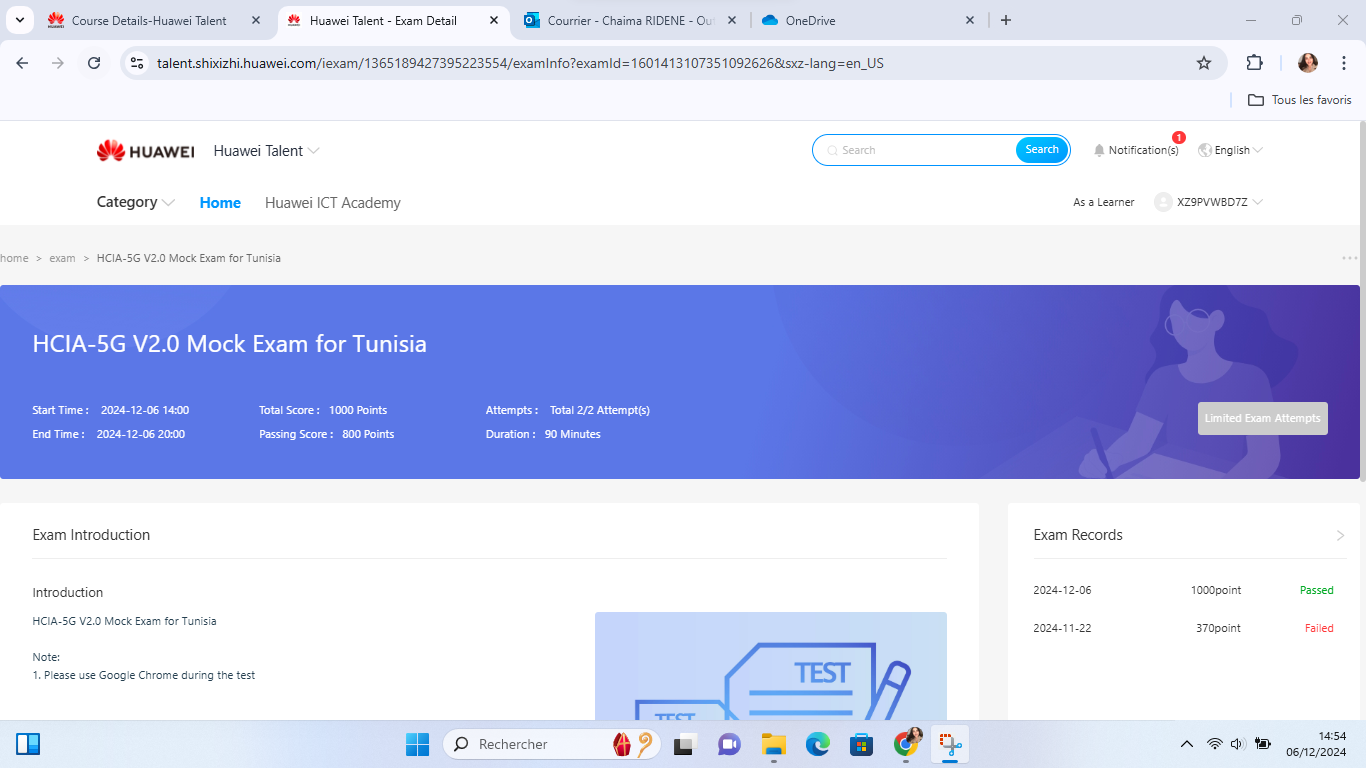 Course Details-Huawei Talent
Huawei Talent - Exam Detail
Courrier - Chaima RIDENE - Ou
OneDrive
talent.shixizhi.huawei.com/iexam/1365189427395223554/examInfo?examId=1601413107351092626&sxz-lang=en_US
Tous les favoris
HUAWEI Huawei Talent
Search Search
Notification(s) 1
English
Category Home Huawei ICT Academy
As a Learner XZ9PVWBD7Z
home > exam > HCIA-5G V2.0 Mock Exam for Tunisia
HCIA-5G V2.0 Mock Exam for Tunisia
Start Time : 2024-12-06 14:00 Total Score : 1000 Points Attempts : Total 2/2 Attempt(s)
Limited Exam Attempts
End Time : 2024-12-06 20:00 Passing Score : 800 Points Duration : 90 Minutes
Exam Introduction
Introduction
HCIA-5G V2.0 Mock Exam for Tunisia
Note:
1. Please use Google Chrome during the test
TEST
TEST
Exam Records
2024-12-06 1000point Passed
2024-11-22 370point Failed
Rechercher
14:54
06/12/2024